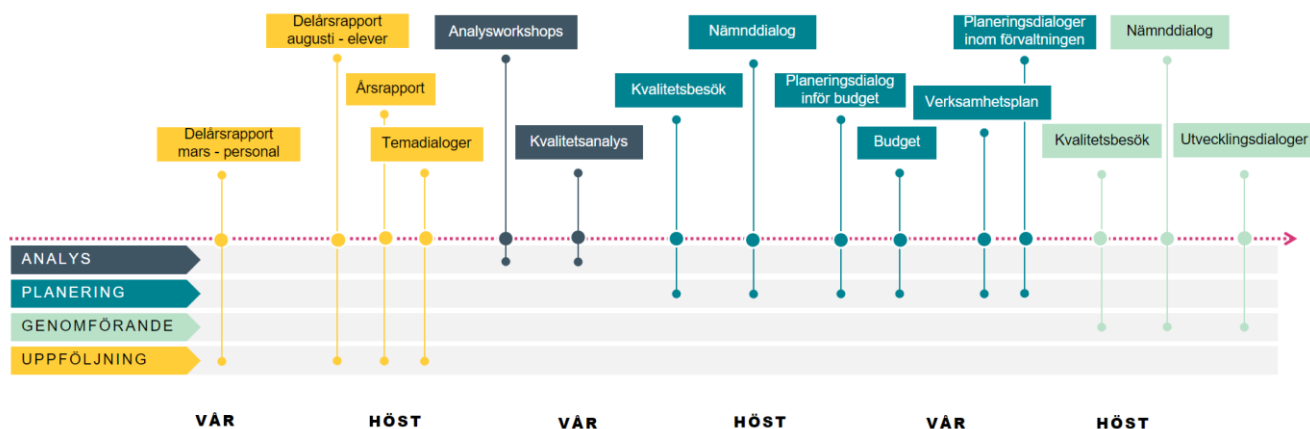 Delårsrapport
augusti - elever
Analysworkshops
Nämnddialog
Planeringsdialoger
inom förvaltningen
Nämnddialog
Årsrapport
Kvalitetsbesök
Planeringsdialog
inför budget
Verksamhetsplan
Delårsrapport
mars - personal
Temadialoger
Kvalitetsanalys
Budget
Kvalitetsbesök
Utvecklingsdialoger
ANALYS
PLANERING
GENOMFÖRANDE
UPPFÖLJNING
VÅR
HÖST
VÅR
HÖST
VÅR
HÖST